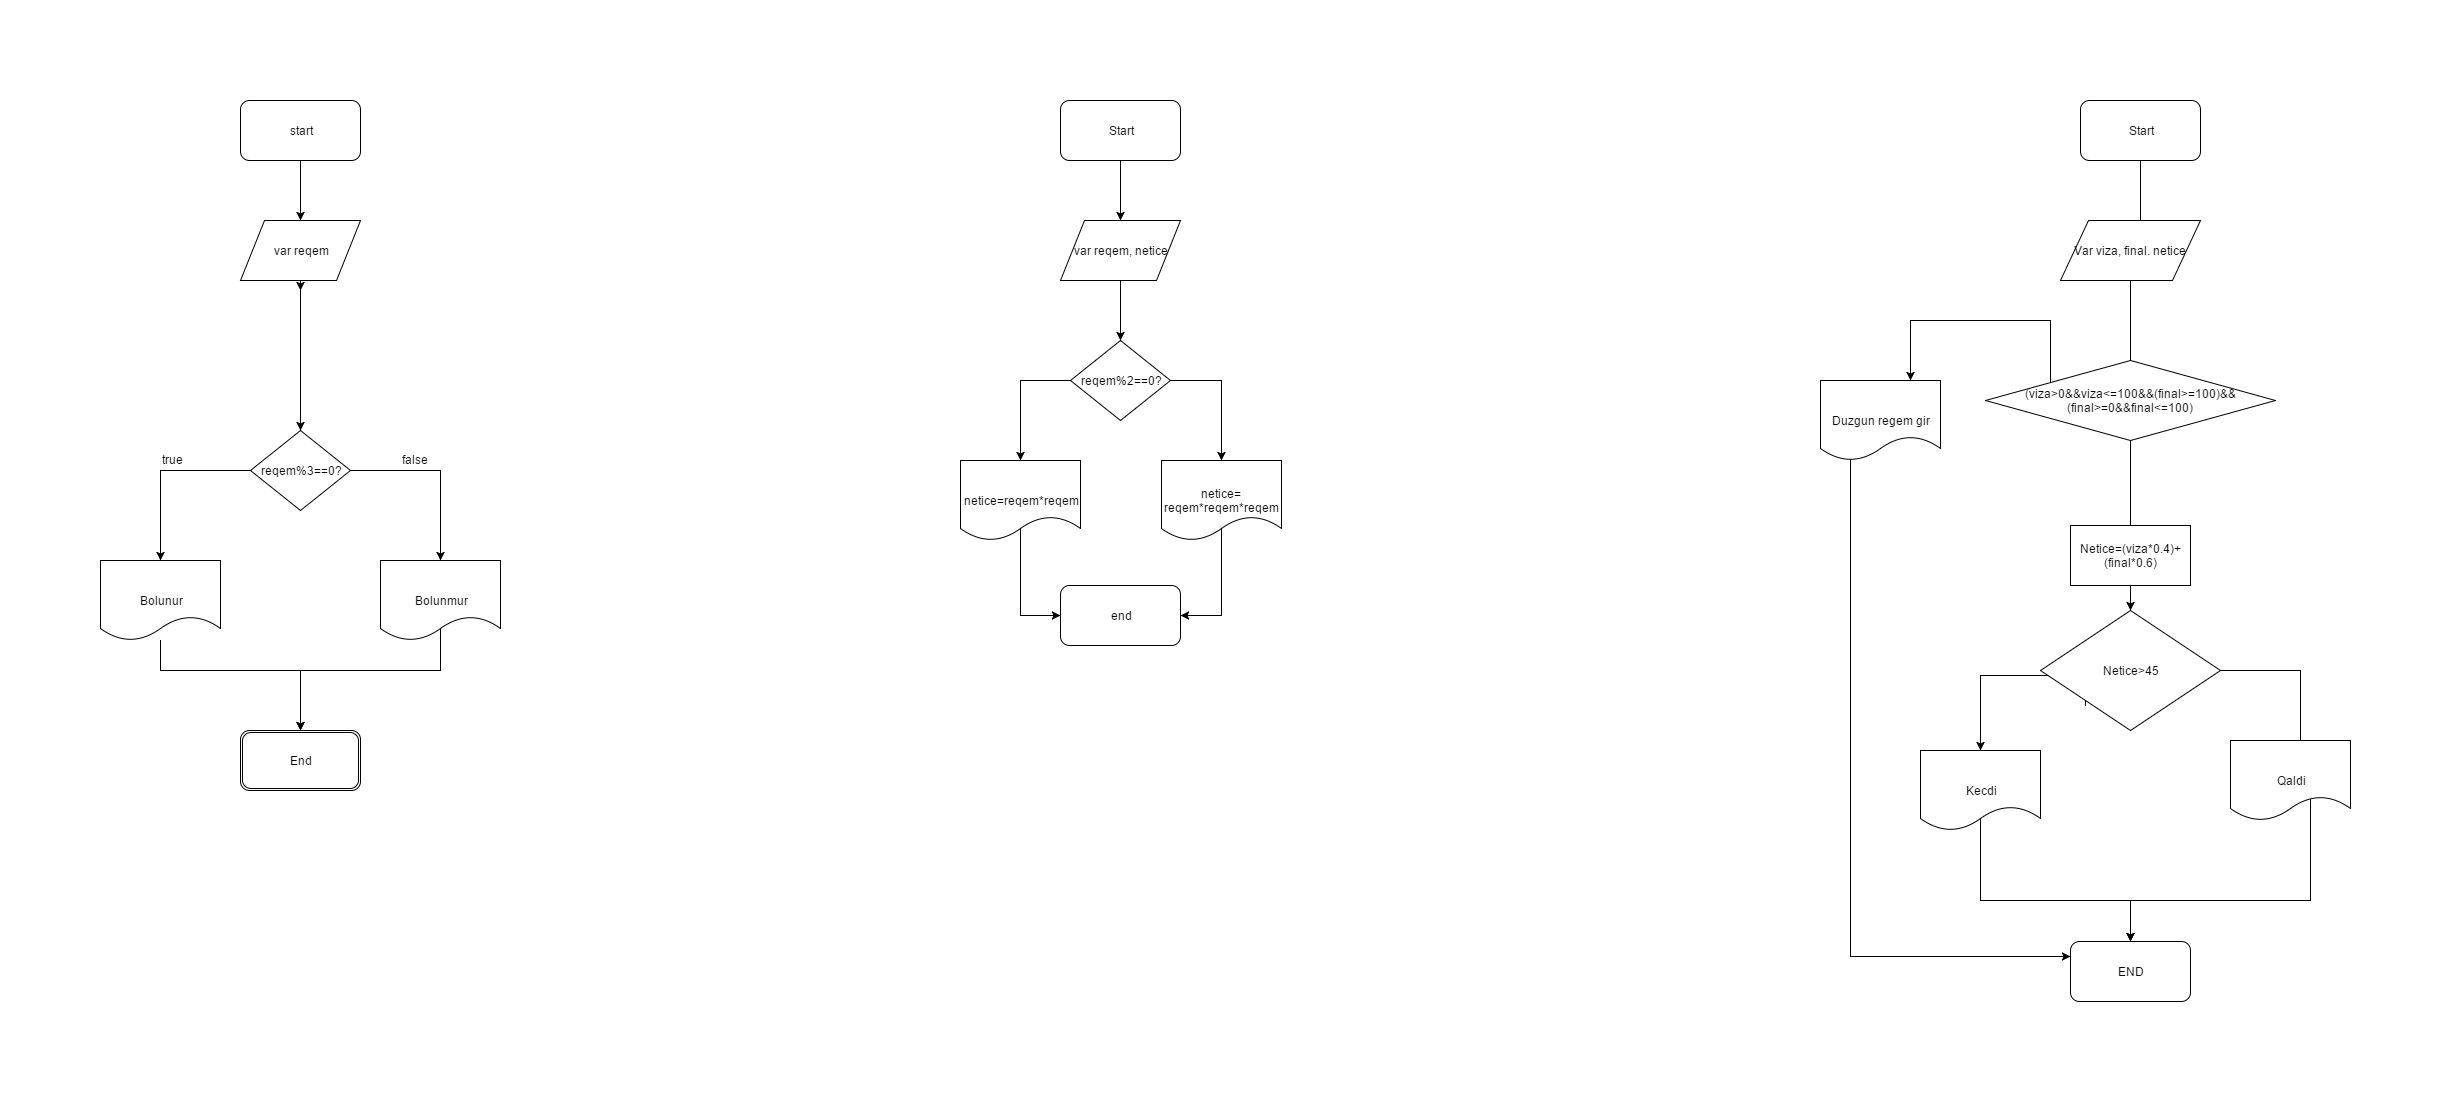 start
var reqem
true
false
reqem%3==0?
Bolunur
Bolunmur
End
Start
var reqem, netice
reqem%2==0?
netice=reqem*reqem
netice=
reqem*reqem*reqem
end
Start
Var viza, final. netice
(viza>0&&viza<=100&&(final>=100)&&
(final>=0&&final<=100)
Duzgun regem gir
Netice=(viza*0.4)+
(final*0.6)
Netice>45
Kecdi
Qaldi
END